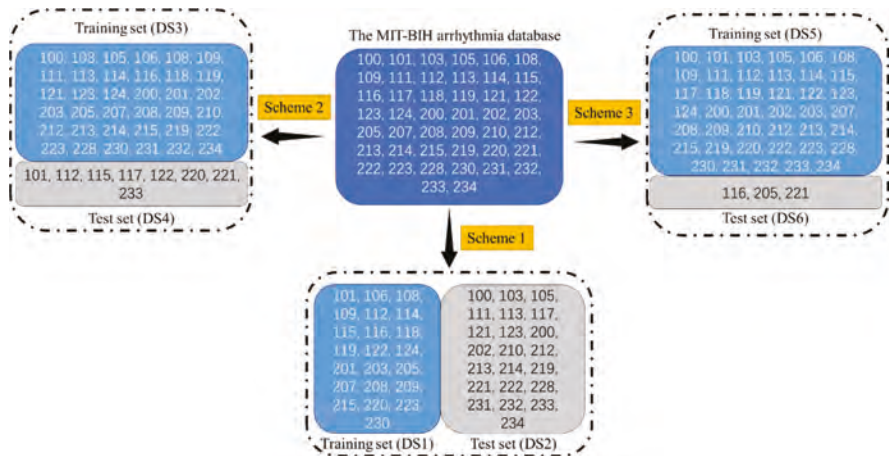 Training set (DS3)
100, 103, 105, 106, 108, 109,
111, 113, 114, 116, 118, 119,
121, 123, 124, 200, 201, 202,
203, 205, 207, 208, 209, 210,
212, 213, 214, 215, 219, 222,
223, 228, 230, 231, 232, 234
101, 112, 115, 117, 122, 220, 221,
233
Test set (DS4)
Scheme 2
The MIT-BIH arrhythmia database
100, 101, 103, 105, 106, 108,
109, 111, 112, 113, 114, 115,
116, 117, 118, 119, 121, 122,
123, 124, 200, 201, 202, 203,
205, 207, 208, 209, 210, 212,
213, 214, 215, 219, 220, 221,
222, 223, 228, 230, 231, 232,
233, 234
Scheme 3
Training set (DS5)
100, 101, 103, 105, 106, 108,
109, 111, 112, 113, 114, 115,
117, 118, 119, 121, 122, 123,
124, 200, 201, 202, 203, 207,
208, 209, 210, 212, 213, 214,
215, 219, 220, 222, 223, 228,
230, 231, 232, 233, 234
116, 205, 221
Test set (DS6)
Scheme 1
101, 106, 108,
109, 112, 114,
115, 116, 118,
119, 122, 124,
201, 203, 205,
207, 208, 209,
215, 220, 223,
230
Training set (DS1)
100, 103, 105,
111, 113, 117,
121, 123, 200,
202, 210, 212,
213, 214, 219,
221, 222, 228,
231, 232, 233,
234
Test set (DS2)